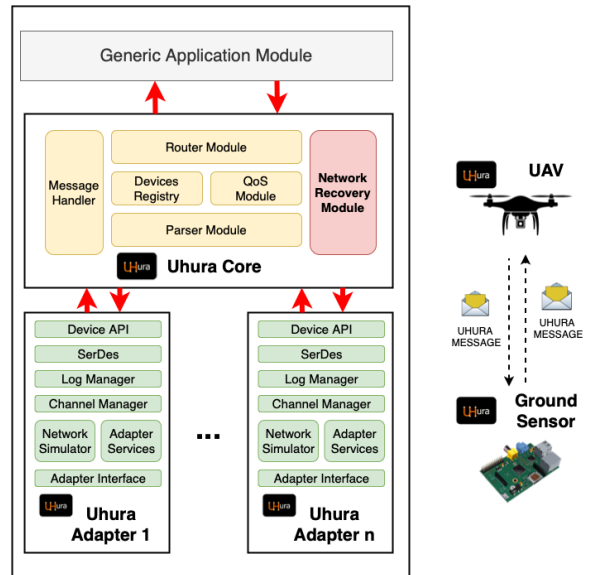 Generic Application Module
Message
Handler
Router Module
Devices
Registry
QoS
Module
Parser Module
Network
Recovery
Module
UHura
Uhura Core
Device API
SerDes
Log Manager
Channel Manager
Network
Simulator
Adapter
Services
Adapter Interface
UHura
Uhura
Adapter 1
...
Device API
SerDes
Log Manager
Channel Manager
Network
Simulator
Adapter
Services
Adapter Interface
UHura
Uhura
Adapter n
UHura
UAV
UHURA
MESSAGE
UHURA
MESSAGE
UHura
Ground
Sensor